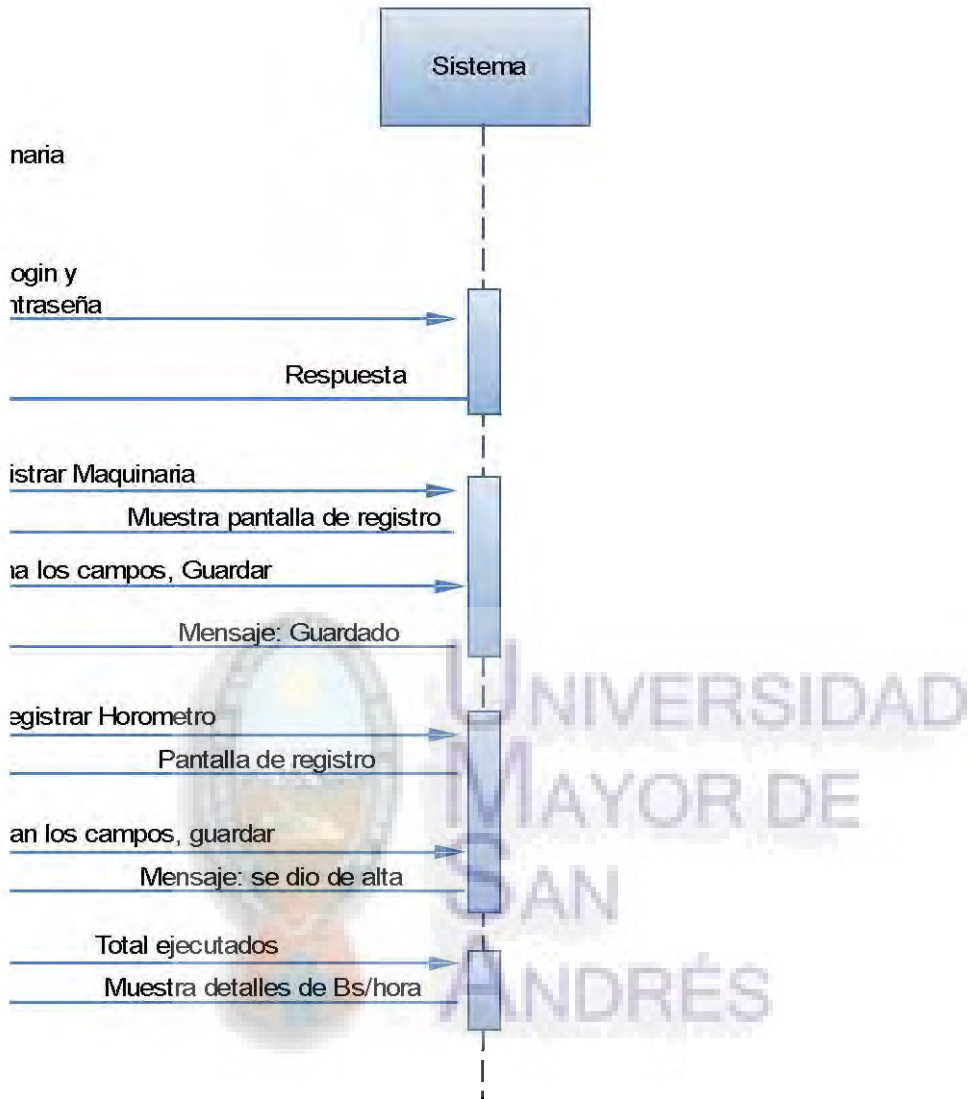 Sistema
naria
ogin y
ntraseña
Respuesta
istrar Maquinaria
Muestra pantalla de registro
na los campos, Guardar
Mensaje: Guardado
egistrar Horometro
Pantalla de registro
an los campos, guardar
Mensaje: se dio de alta
Total ejecutados
Muestra detalles de Bs/hora
UNIVERSIDAD
MAYOR DE
SAN
ANDRÉS